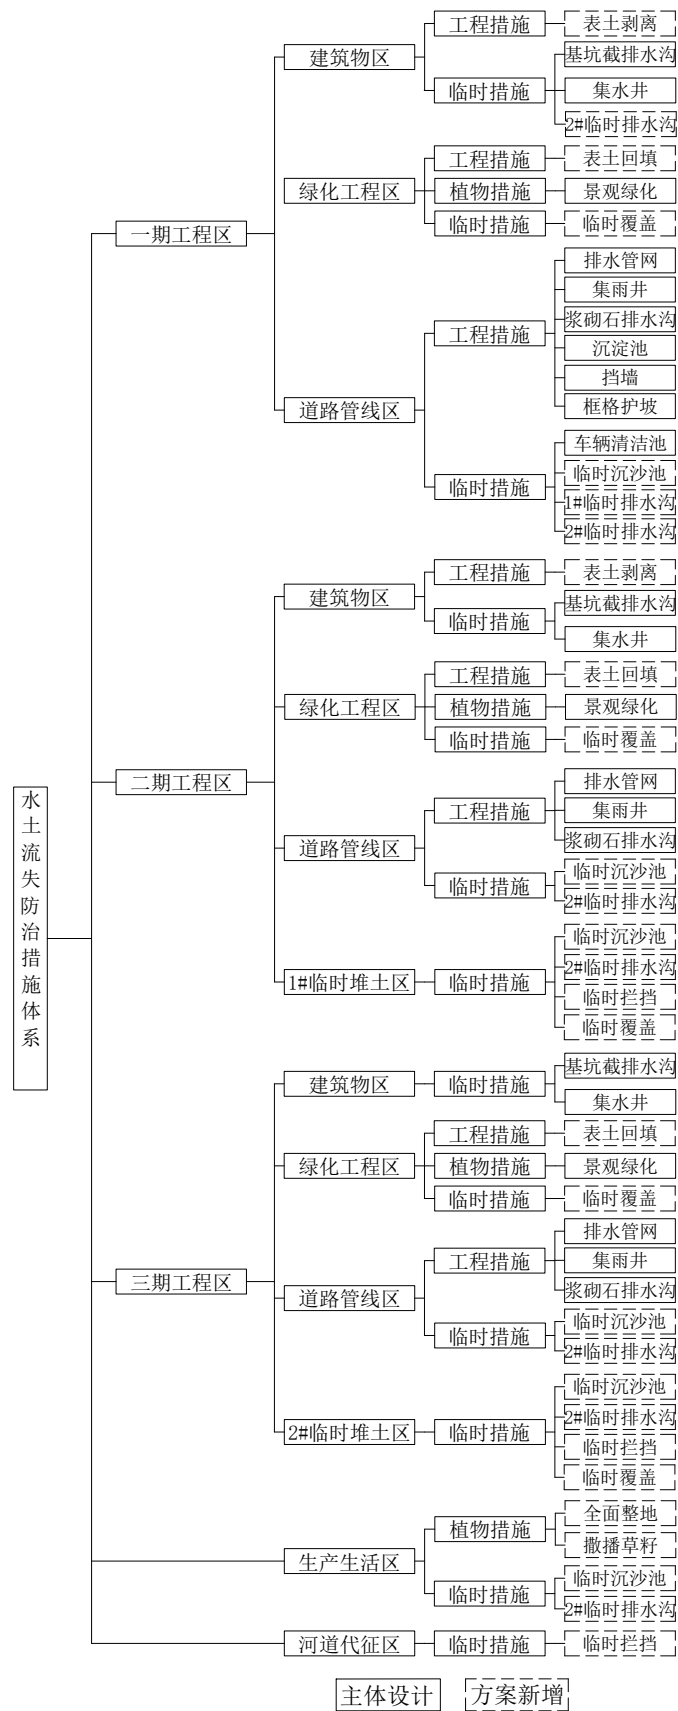 水土流失防治措施体系
一期工程区
建筑物区
工程措施
表土剥离
临时措施
基坑截排水沟
集水井
2#临时排水沟
绿化工程区
工程措施
表土回填
植物措施
景观绿化
临时措施
临时覆盖
道路管线区
工程措施
排水管网
集雨井
浆砌石排水沟
沉淀池
挡墙
框格护坡
临时措施
车辆清洁池
临时沉沙池
1#临时排水沟
2#临时排水沟
二期工程区
建筑物区
工程措施
表土剥离
临时措施
基坑截排水沟
集水井
绿化工程区
工程措施
表土回填
植物措施
景观绿化
临时措施
临时覆盖
道路管线区
工程措施
排水管网
集雨井
浆砌石排水沟
临时措施
临时沉沙池
2#临时排水沟
1#临时堆土区
临时措施
临时沉沙池
2#临时排水沟
临时拦挡
临时覆盖
三期工程区
建筑物区
临时措施
基坑截排水沟
集水井
绿化工程区
工程措施
表土回填
植物措施
景观绿化
临时措施
临时覆盖
道路管线区
工程措施
排水管网
集雨井
浆砌石排水沟
临时措施
临时沉沙池
2#临时排水沟
2#临时堆土区
临时措施
临时沉沙池
2#临时排水沟
临时拦挡
临时覆盖
生产生活区
植物措施
全面整地
撒播草籽
临时措施
临时沉沙池
2#临时排水沟
河道代征区
临时措施
临时拦挡
主体设计
方案新增